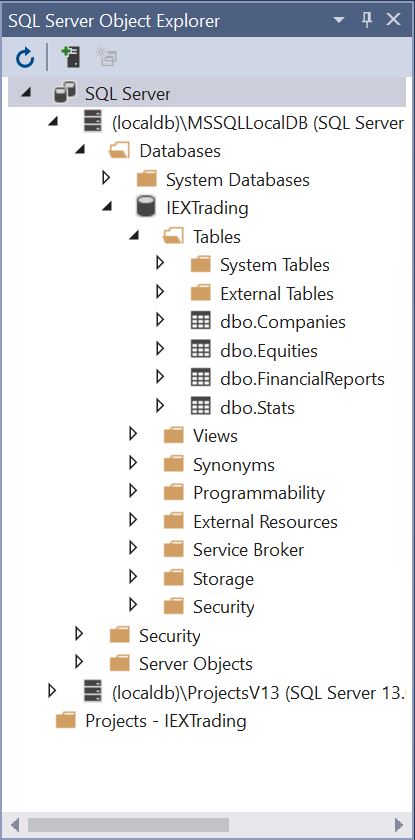 SQL Server Object Explorer
SQL Server
(localdb)\MSSQLLocalDB (SQL Server
Databases
System Databases
IEXTrading
Tables
System Tables
External Tables
dbo.Companies
dbo.Equities
dbo.FinancialReports
dbo.Stats
Views
Synonyms
Programmability
External Resources
Service Broker
Storage
Security
Security
Server Objects
(localdb)\ProjectsV13 (SQL Server 13.
Projects - IEXTrading